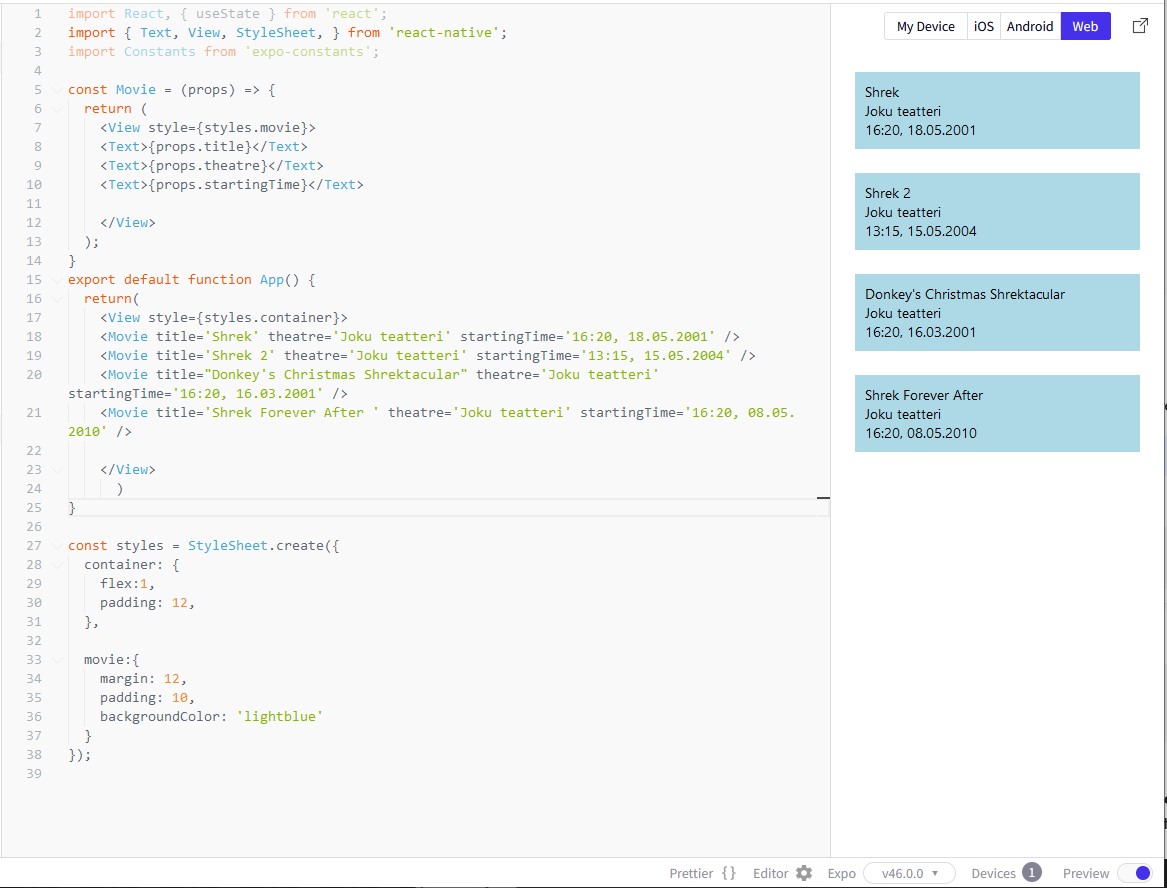 1 import React, { useState } from 'react';
2 import { Text, View, StyleSheet, } from 'react-native';
3 import Constants from 'expo-constants';
4
5 const Movie = (props) => {
6 return (
7 <View style={styles.movie}>
8 <Text>{props.title}</Text>
9 <Text>{props.theatre}</Text>
10 <Text>{props.startingTime}</Text>
11
12 </View>
13 );
14 }
15 export default function App() {
16 return(
17 <View style={styles.container}>
18 <Movie title='Shrek' theatre='Joku teatteri' startingTime='16:20, 18.05.2001' />
19 <Movie title='Shrek 2' theatre='Joku teatteri' startingTime='13:15, 15.05.2004' />
20 <Movie title="Donkey's Christmas Shrektacular" theatre='Joku teatteri'
startingTime='16:20, 16.03.2001' />
21 <Movie title='Shrek Forever After ' theatre='Joku teatteri' startingTime='16:20, 08.05.
2010' />
22
23 </View>
24 )
25 }
26
27 const styles = StyleSheet.create({
28 container: {
29 flex:1,
30 padding: 12,
31 },
32
33 movie:{
34 margin: 12,
35 padding: 10,
36 backgroundColor: 'lightblue'
37 }
38 });
39
My Device iOS Android Web
Shrek
Joku teatteri
16:20, 18.05.2001
Shrek 2
Joku teatteri
13:15, 15.05.2004
Donkey's Christmas Shrektacular
Joku teatteri
16:20, 16.03.2001
Shrek Forever After
Joku teatteri
16:20, 08.05.2010
Prettier {} Editor Expo v46.0.0 Devices 1 Preview